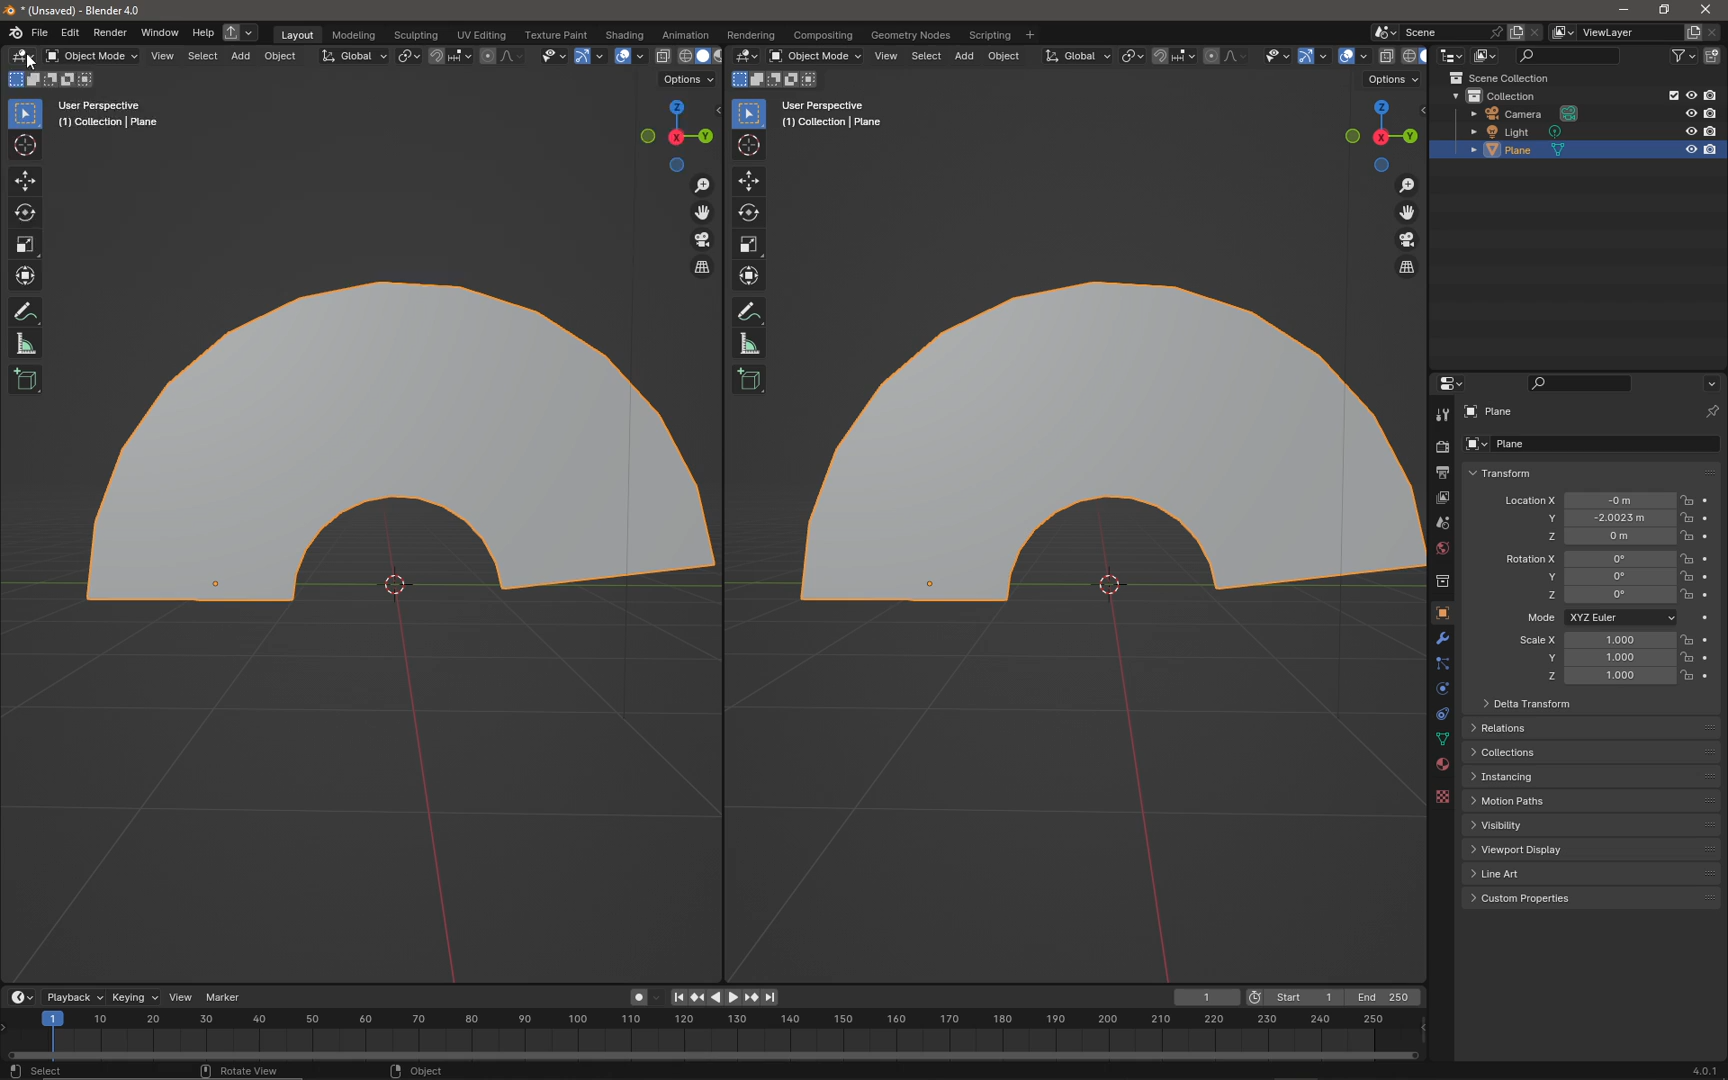 * (Unsaved) - Blender 4.0
File Edit Render Window Help Layout Modeling Sculpting UV Editing Texture Paint Shading Animation Rendering Compositing Geometry Nodes Scripting + Scene ViewLayer
Object Mode View Select Add Object Global
Object Mode View Select Add Object Global
Options
Options
User Perspective
(1) Collection | Plane
Z
X
Y
User Perspective
(1) Collection | Plane
Z
X
Y
Scene Collection
Collection
Camera
Light
Plane
Plane
Plane
Transform
Location X -0 m
Y -2.0023 m
Z 0 m
Rotation X 0°
Y 0°
Z 0°
Mode XYZ Euler
Scale X 1.000
Y 1.000
Z 1.000
Delta Transform
Relations
Collections
Instancing
Motion Paths
Visibility
Viewport Display
Line Art
Custom Properties
Playback Keying View Marker 1 Start 1 End 250
1 10 20 30 40 50 60 70 80 90 100 110 120 130 140 150 160 170 180 190 200 210 220 230 240 250
Select Rotate View Object 4.0.1